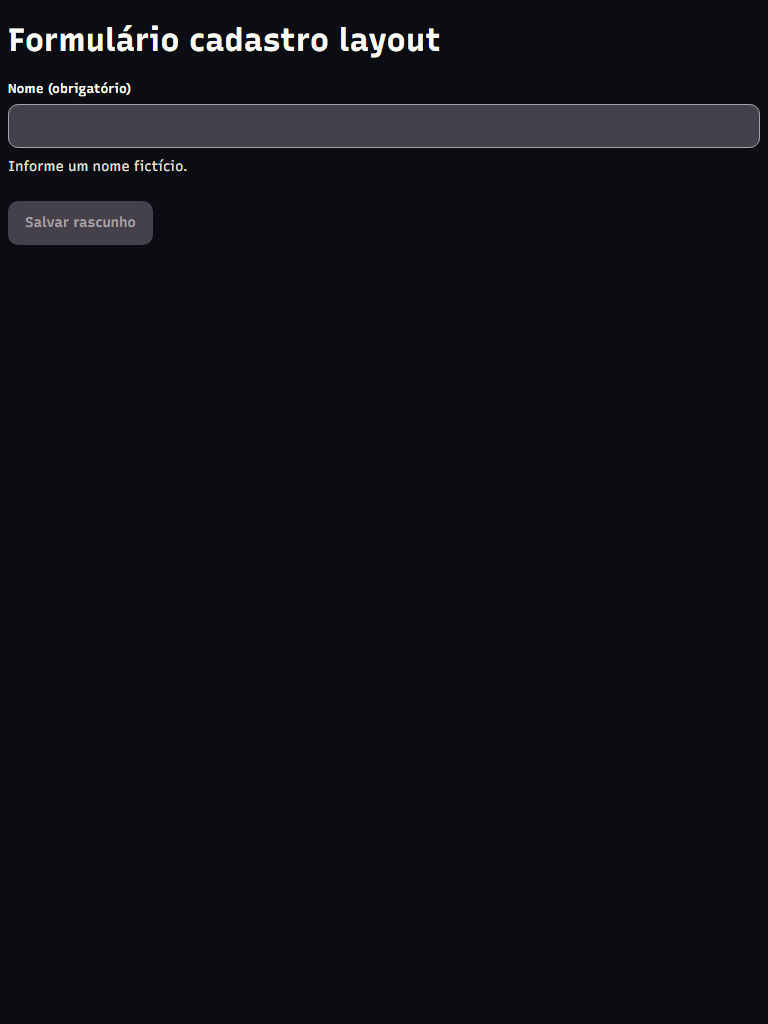 Formulário cadastro layout
Nome (obrigatório)
Informe um nome fictício.
Salvar rascunho